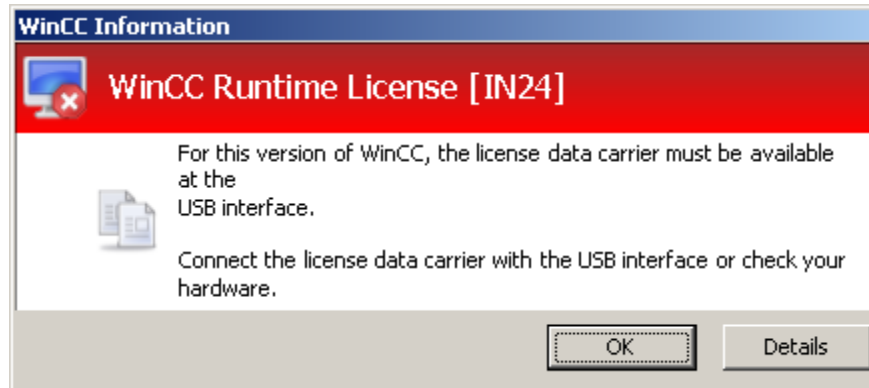 WinCC Information
WinCC Runtime License [IN24]
For this version of WinCC, the license data carrier must be available
at the
USB interface.
Connect the license data carrier with the USB interface or check your
hardware.
OK
Details